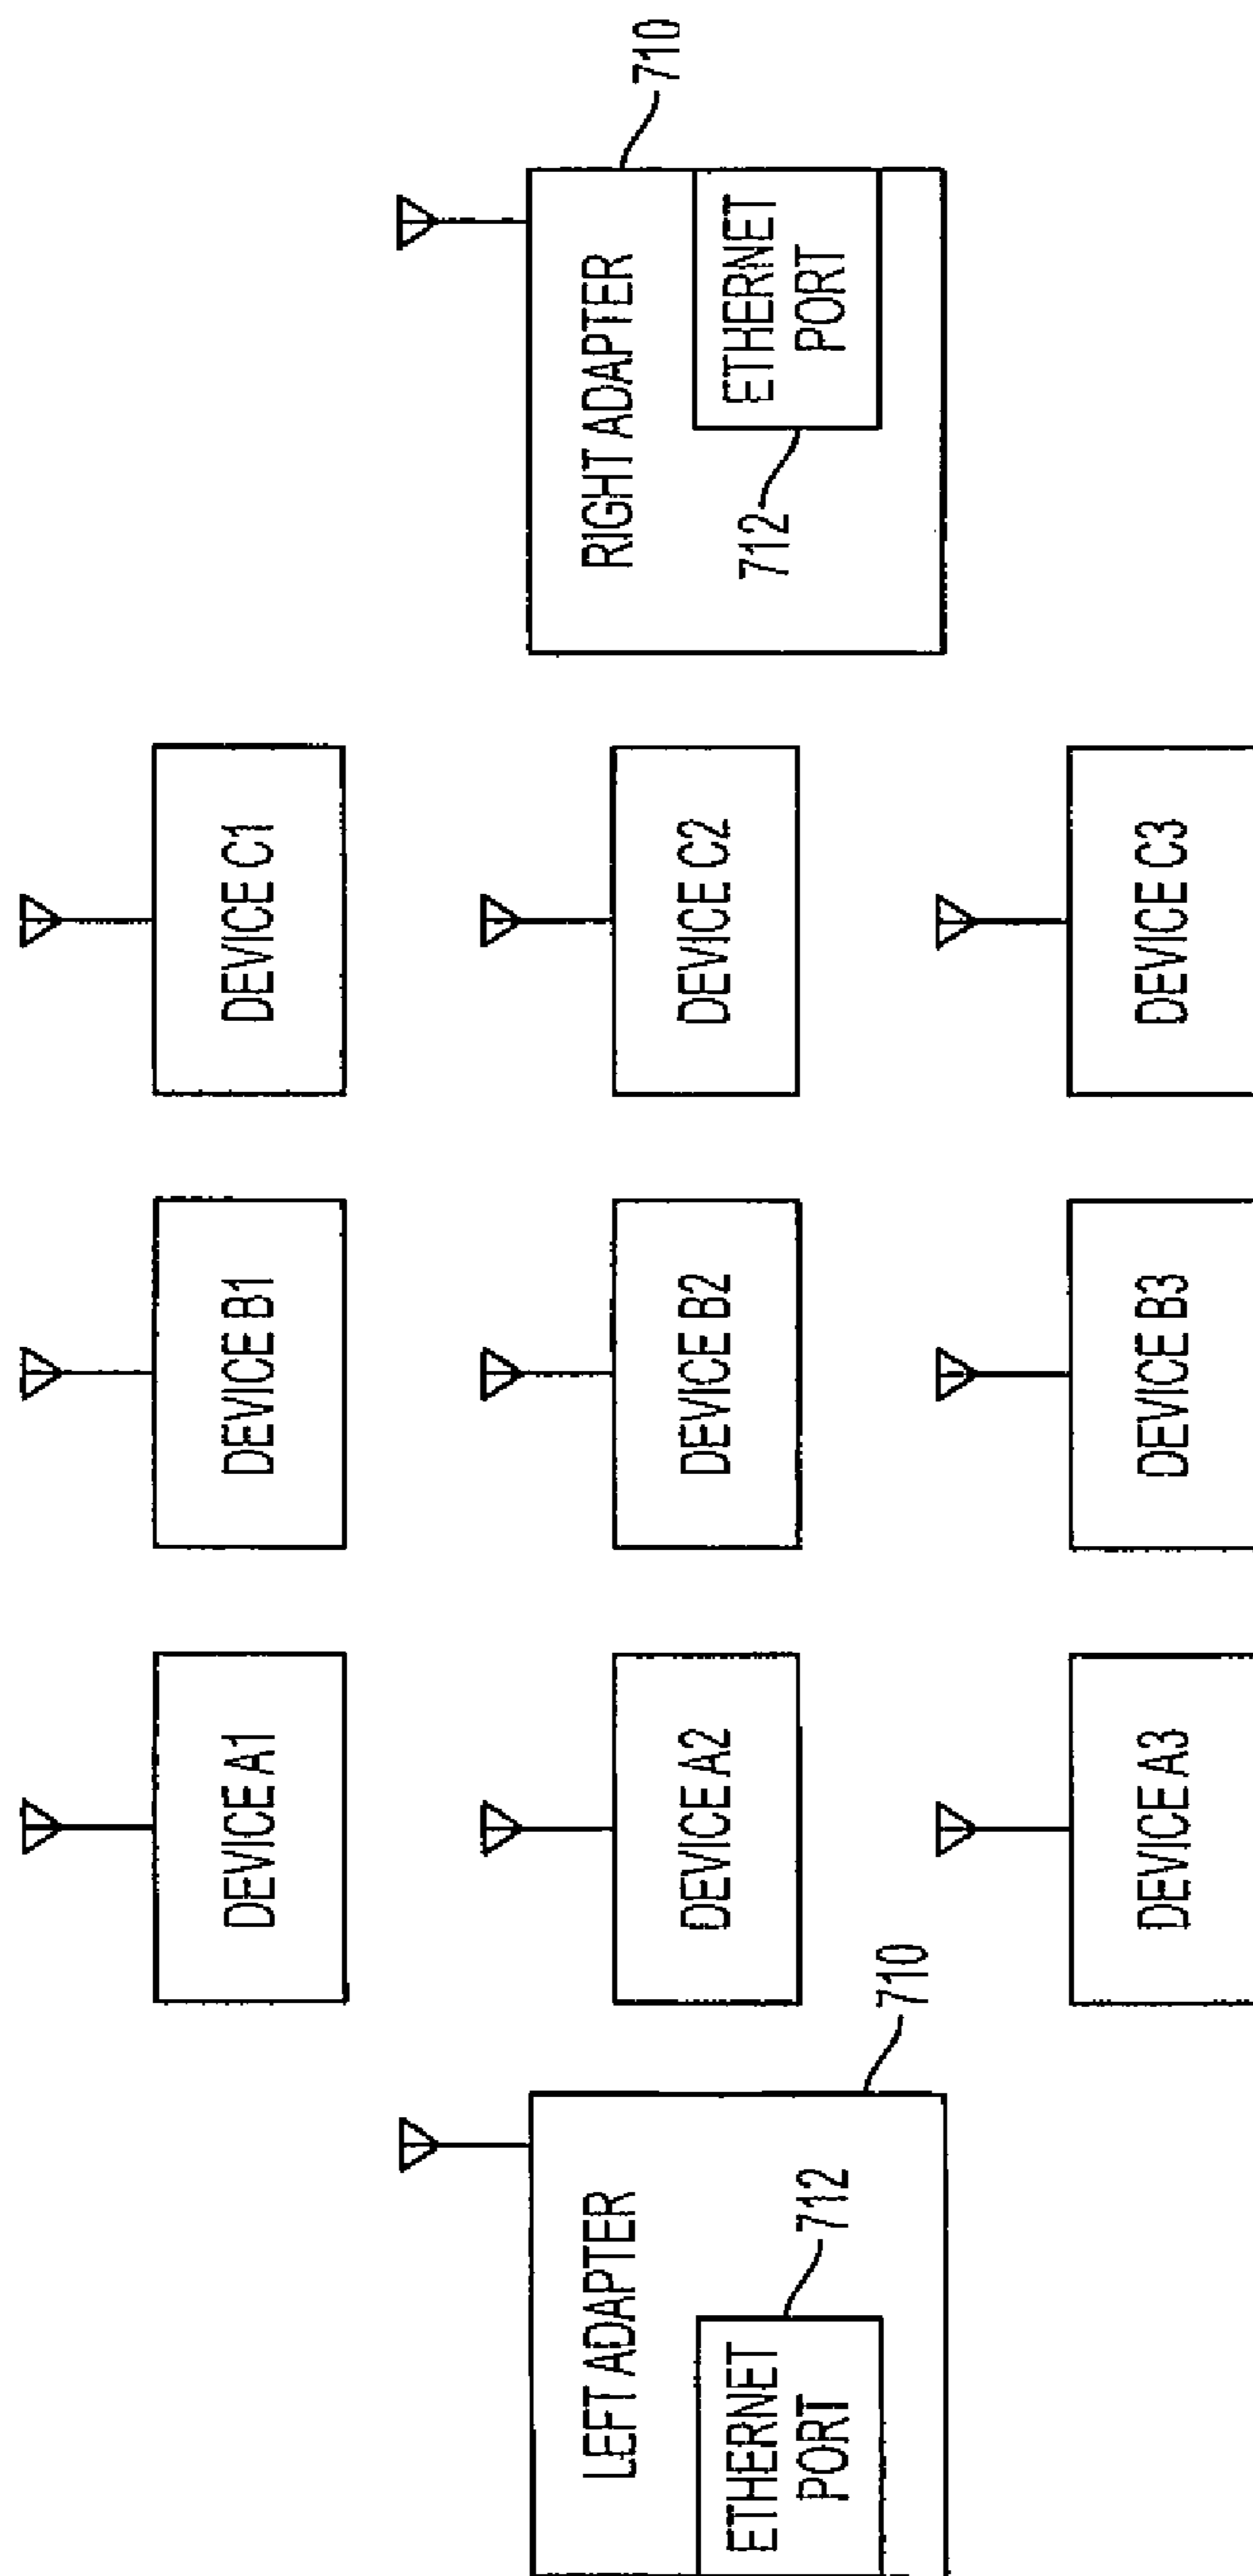 DEVICE A1
DEVICE B1
DEVICE C1
LEFT ADAPTER
ETHERNET
PORT
712
710
DEVICE A2
DEVICE B2
DEVICE C2
RIGHT ADAPTER
710
ETHERNET
PORT
712
DEVICE A3
DEVICE B3
DEVICE C3